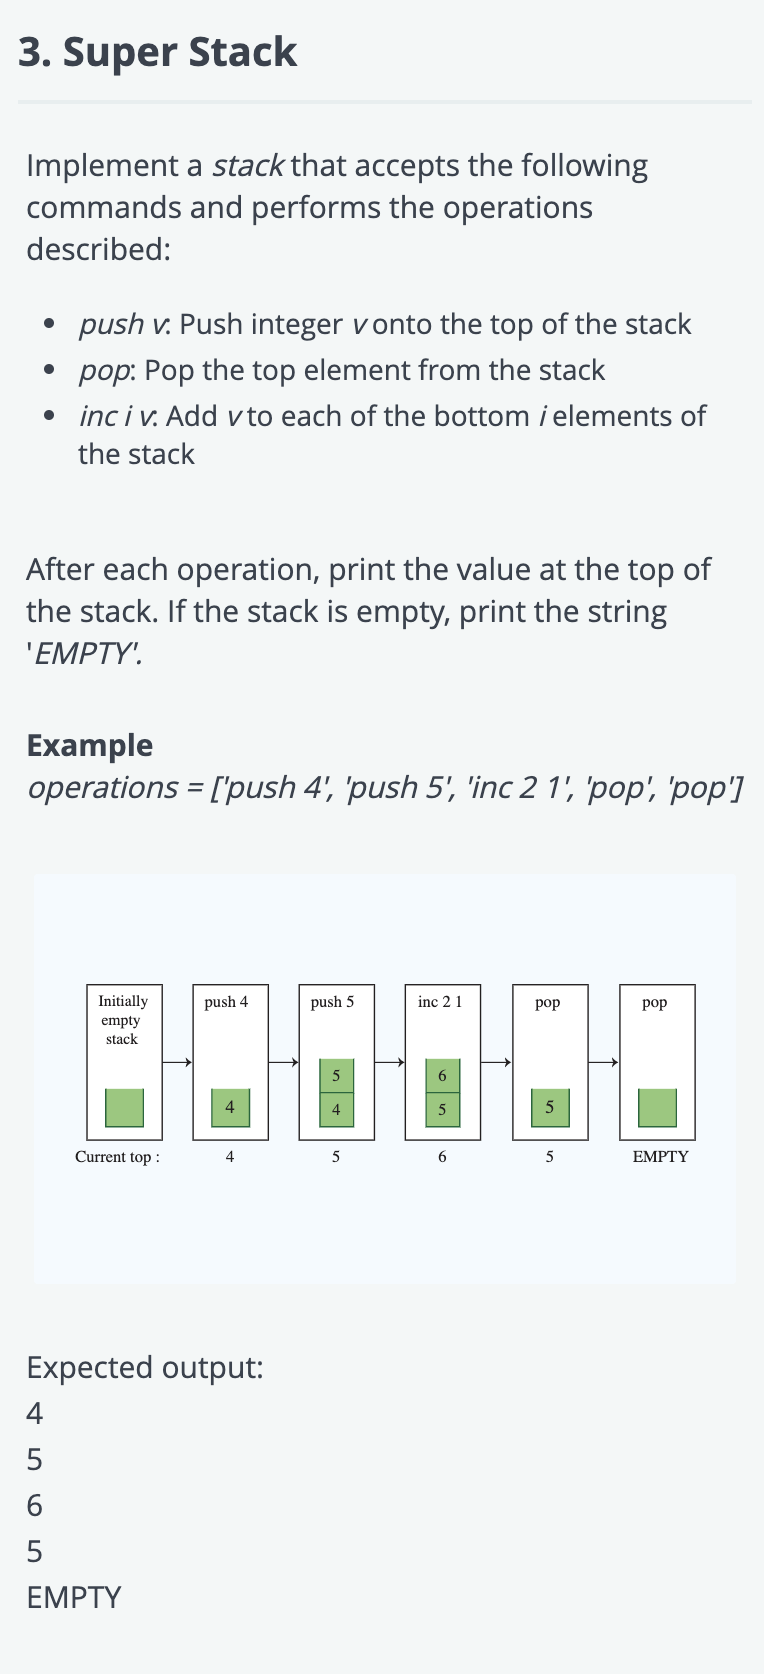 3. Super Stack
Implement a stack that accepts the following
commands and performs the operations
described:
• push v: Push integer v onto the top of the stack
• pop: Pop the top element from the stack
• inc i v: Add v to each of the bottom i elements of
the stack
After each operation, print the value at the top of
the stack. If the stack is empty, print the string
'EMPTY'.
Example
operations = ['push 4', 'push 5', 'inc 2 1', 'pop', 'pop']
Initially
empty
stack
push 4
4
push 5
5
4
inc 2 1
6
5
pop
5
pop
Current top : 4 5 6 5 EMPTY
Expected output:
4
5
6
5
EMPTY